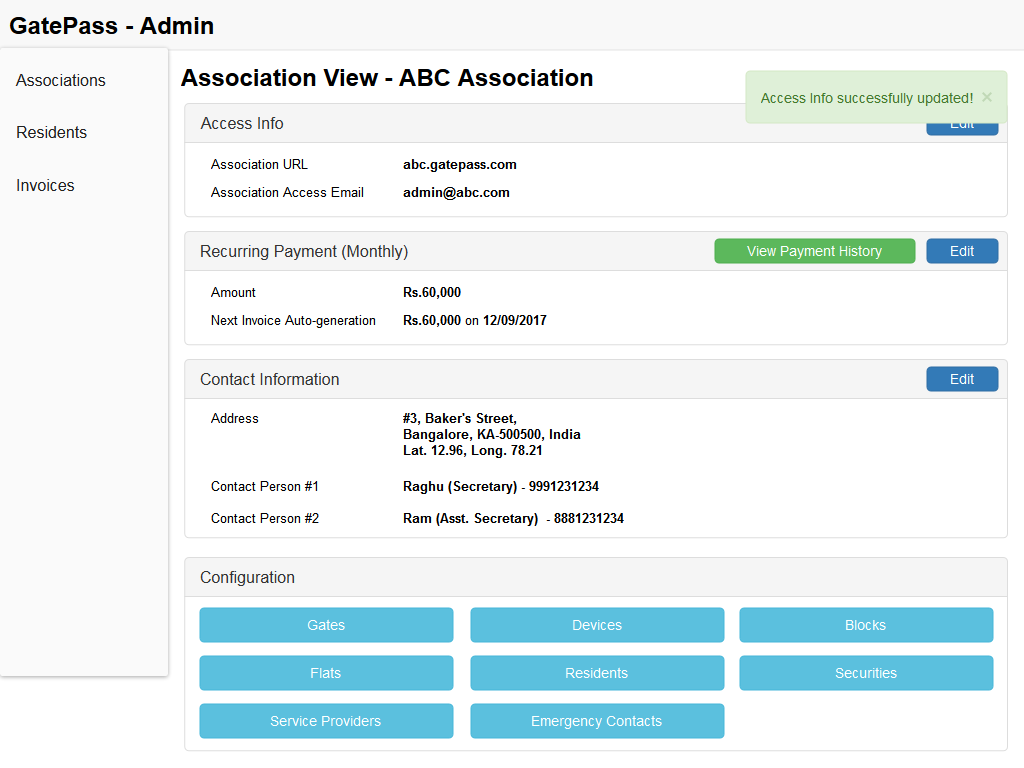 GatePass - Admin
Associations
Residents
Invoices
Association View - ABC Association
Access Info successfully updated! ×
Access Info
Edit
Association URL abc.gatepass.com
Association Access Email admin@abc.com
Recurring Payment (Monthly) View Payment History Edit
Amount Rs.60,000
Next Invoice Auto-generation Rs.60,000 on 12/09/2017
Contact Information Edit
Address #3, Baker's Street,
Bangalore, KA-500500, India
Lat. 12.96, Long. 78.21
Contact Person #1 Raghu (Secretary) - 9991231234
Contact Person #2 Ram (Asst. Secretary) - 8881231234
Configuration
Gates Devices Blocks
Flats Residents Securities
Service Providers Emergency Contacts